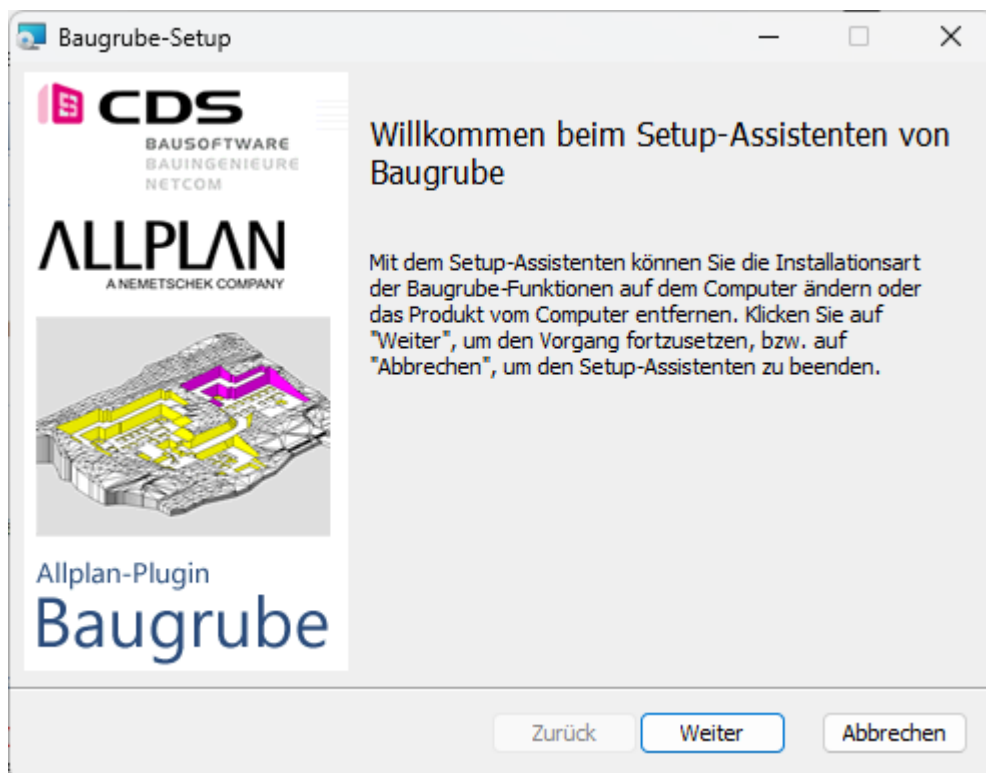 Baugrube-Setup
CDS
BAUSOFTWARE
BAUINGENIEURE
NETCOM
ALLPLAN
A NEMETSCHEK COMPANY
Allplan-Plugin
Baugrube
Willkommen beim Setup-Assistenten von
Baugrube
Mit dem Setup-Assistenten können Sie die Installationsart
der Baugrube-Funktionen auf dem Computer ändern oder
das Produkt vom Computer entfernen. Klicken Sie auf
"Weiter", um den Vorgang fortzusetzen, bzw. auf
"Abbrechen", um den Setup-Assistenten zu beenden.
Zurück Weiter Abbrechen